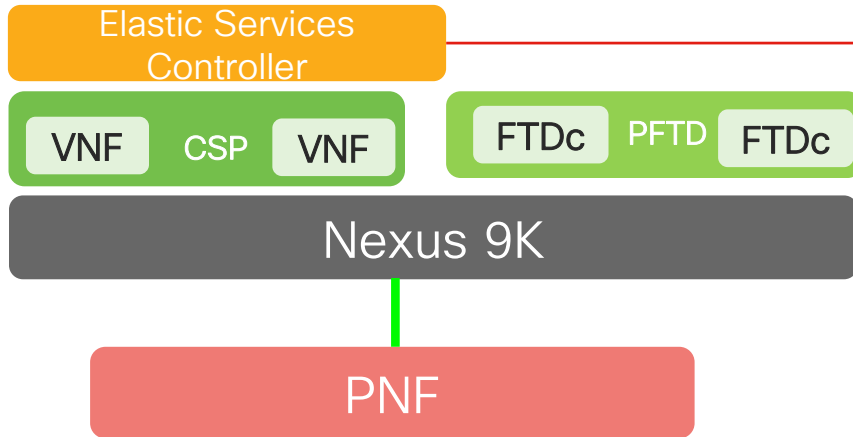 Elastic Services
Controller
VNF CSP VNF
FTDc PFTD FTDc
Nexus 9K
PNF